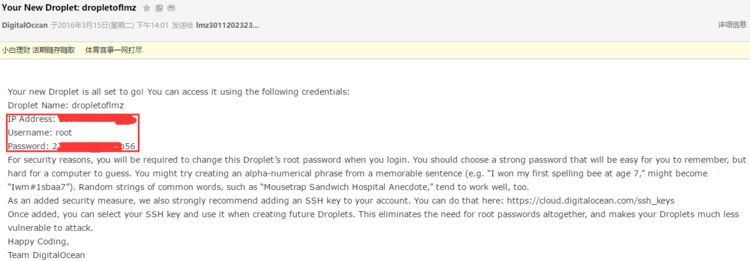 Your New Droplet: dropletoflmz
DigitalOcean 于2016年3月15日(星期二) 下午14:01 发送给 lmz3011202323...
详细信息
小白理财 活期随存随取 体育赛事一网打尽
Your new Droplet is all set to go! You can access it using the following credentials:
Droplet Name: dropletoflmz
IP Address:
Username: root
Password: 2 b56
For security reasons, you will be required to change this Droplet’s root password when you login. You should choose a strong password that will be easy for you to remember, but
hard for a computer to guess. You might try creating an alpha-numerical phrase from a memorable sentence (e.g. “I won my first spelling bee at age 7,” might become
“Iwm#1sbaa7”). Random strings of common words, such as “Mousetrap Sandwich Hospital Anecdote,” tend to work well, too.
As an added security measure, we also strongly recommend adding an SSH key to your account. You can do that here: https://cloud.digitalocean.com/ssh_keys
Once added, you can select your SSH key and use it when creating future Droplets. This eliminates the need for root passwords altogether, and makes your Droplets much less
vulnerable to attack.
Happy Coding,
Team DigitalOcean